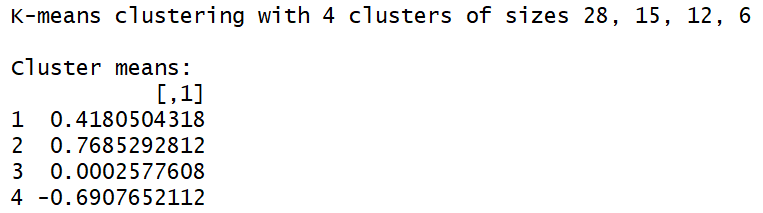 K-means clustering with 4 clusters of sizes 28, 15, 12, 6
Cluster means:
[,1]
1 0.4180504318
2 0.7685292812
3 0.0002577608
4 -0.6907652112